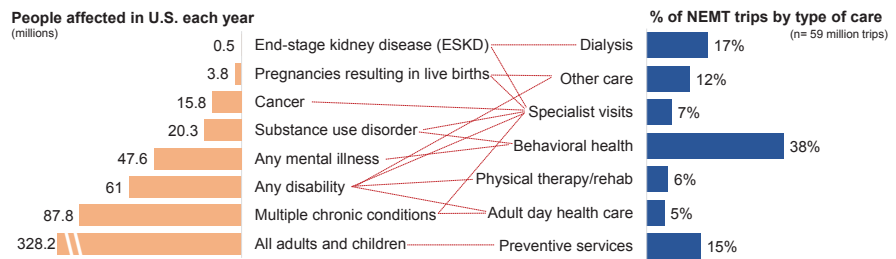 People affected in U.S. each year
(millions)
% of NEMT trips by type of care
(n= 59 million trips)
0.5 End-stage kidney disease (ESKD) Dialysis 17%
3.8 Pregnancies resulting in live births Other care 12%
15.8 Cancer Specialist visits 7%
20.3 Substance use disorder Behavioral health 38%
47.6 Any mental illness Physical therapy/rehab 6%
61 Any disability Adult day health care 5%
87.8 Multiple chronic conditions Preventive services 15%
328.2 All adults and children